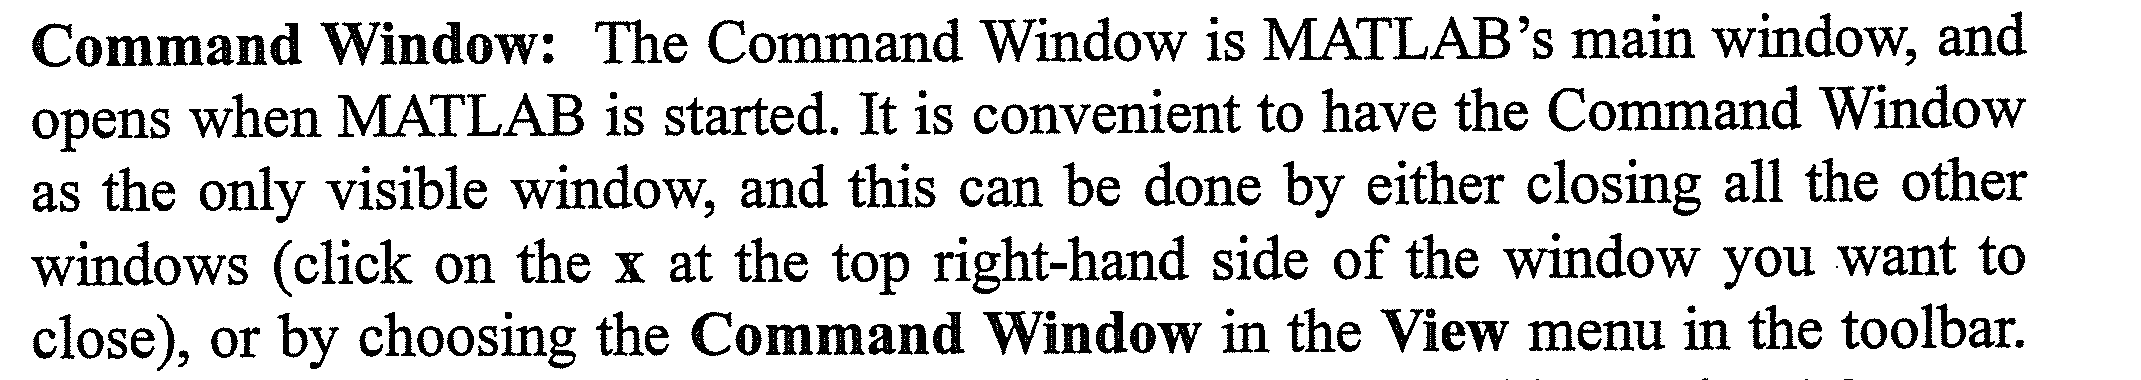 Command Window: The Command Window is MATLAB’s main window, and
opens when MATLAB is started. It is convenient to have the Command Window
as the only visible window, and this can be done by either closing all the other
windows (click on the x at the top right-hand side of the window you want to
close), or by choosing the Command Window in the View menu in the toolbar.